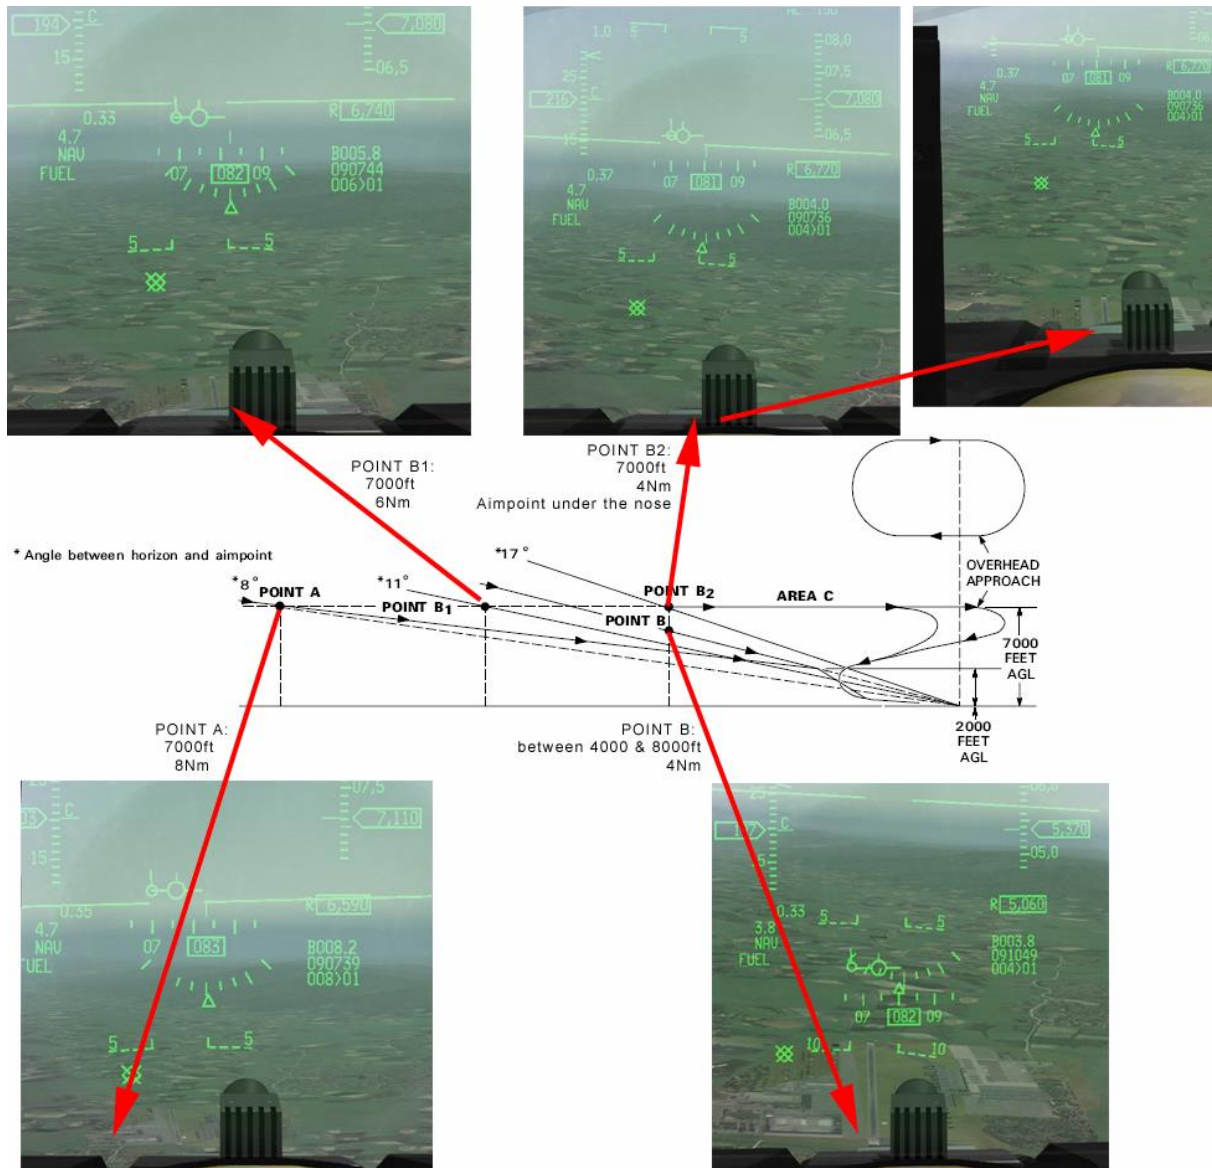 194
C
15
7,080
06,5
0.33
R 6,740
4.7
NAV
FUEL
07 082 09
B005.8
090744
006>01
5
5
1.0
5
5
08,0
25
07,5
216
C
7,080
15
06,5
0.37
07 081 09
R 6,770
4.7
NAV
FUEL
B004.0
090736
004>01
5
5
0.37
07 081 09
R 6,770
4.7
NAV
FUEL
B004.0
090736
004>01
5
5
POINT B1:
7000ft
6Nm
POINT B2:
7000ft
4Nm
Aimpoint under the nose
* Angle between horizon and aimpoint
OVERHEAD
APPROACH
*8°
POINT A
*11°
POINT B1
*17°
POINT B2
POINT B
AREA C
7000
FEET
AGL
2000
FEET
AGL
POINT A:
7000ft
8Nm
POINT B:
between 4000 & 8000ft
4Nm
07,5
03
C
7,110
15
0.35
R 6,590
4.7
NAV
FUEL
07 083 09
B008.2
090739
008>01
5
5
25
C
5,370
05,0
0.33
5
5
R 5,060
3.8
NAV
FUEL
B003.8
091049
004>01
07 082 09
10
10